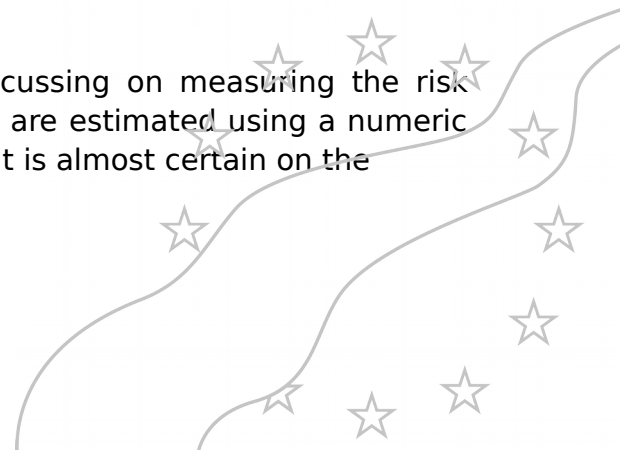 cussing on measuring the risk
are estimated using a numeric
t is almost certain on the